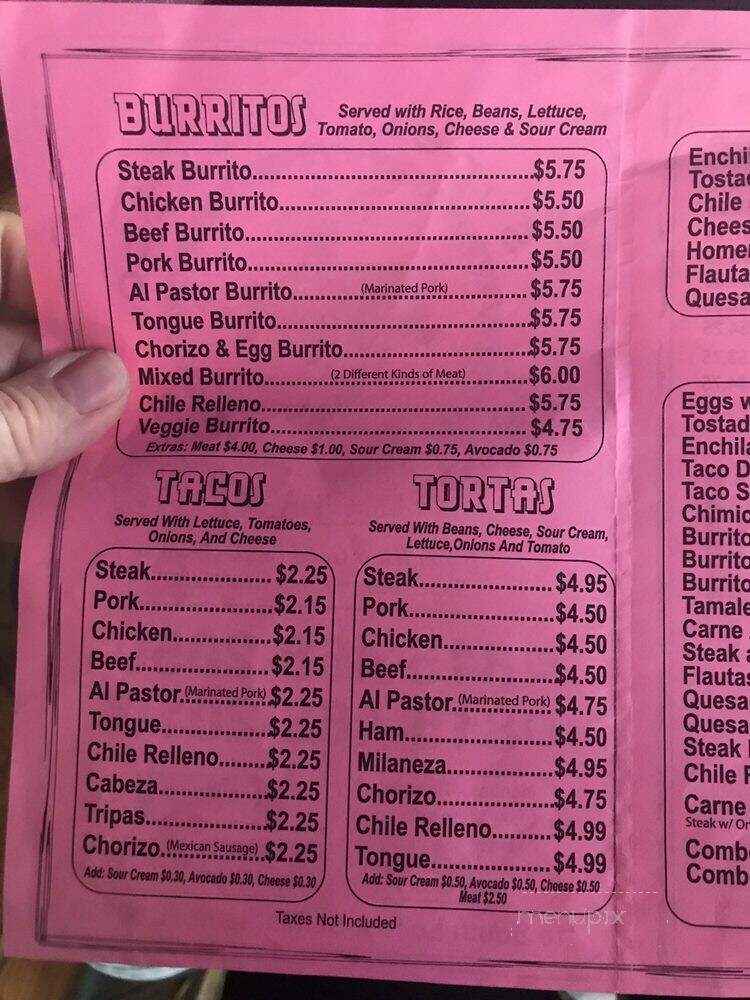 BURRITOS
Served with Rice, Beans, Lettuce,
Tomato, Onions, Cheese & Sour Cream
Steak Burrito $5.75
Chicken Burrito $5.50
Beef Burrito $5.50
Pork Burrito $5.50
Al Pastor Burrito (Marinated Pork) $5.75
Tongue Burrito $5.75
Chorizo & Egg Burrito $5.75
Mixed Burrito (2 Different Kinds of Meat) $6.00
Chile Relleno $5.75
Veggie Burrito $4.75
Extras: Meat $4.00, Cheese $1.00, Sour Cream $0.75, Avocado $0.75
TACOS
Served With Lettuce, Tomatoes,
Onions, And Cheese
Steak $2.25
Pork $2.15
Chicken $2.15
Beef $2.15
Al Pastor (Marinated Pork) $2.25
Tongue $2.25
Chile Relleno $2.25
Cabeza $2.25
Tripas $2.25
Chorizo (Mexican Sausage) $2.25
Add: Sour Cream $0.30, Avocado $0.30, Cheese $0.30
TORTAS
Served With Beans, Cheese, Sour Cream,
Lettuce,Onions And Tomato
Steak $4.95
Pork $4.50
Chicken $4.50
Beef $4.50
Al Pastor (Marinated Pork) $4.75
Ham $4.50
Milaneza $4.95
Chorizo $4.75
Chile Relleno $4.99
Tongue $4.99
Add: Sour Cream $0.50, Avocado $0.50, Cheese $0.50
Meat $2.50
Taxes Not Included
Enchi
Tosta
Chile
Chees
Home
Flauta
Quesa
Eggs w
Tostad
Enchila
Taco D
Taco S
Chimic
Burrito
Burrito
Burrito
Tamale
Carne
Steak a
Flautas
Quesa
Quesa
Steak
Chile
Carne
Steak w/ On
Comb
Comb
menupix